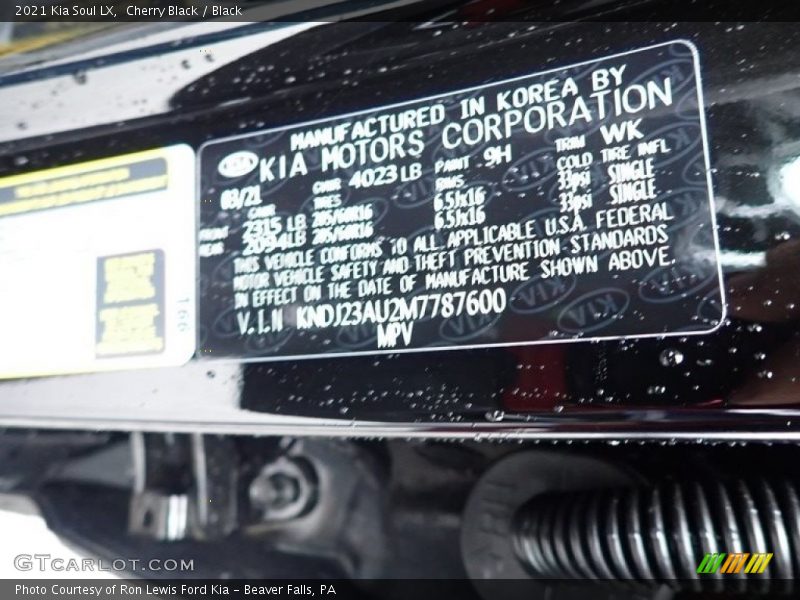 2021 Kia Soul LX, Cherry Black / Black
MANUFACTURED IN KOREA BY
KIA KIA MOTORS CORPORATION
03/21 GVWR 4023 LB PAINT 9H TRIM WK
GAWR TIRES RIMS COLD TIRE INFL
FRONT 2315 LB 205/60R16 6.5Jx16 33psi SINGLE
REAR 2094LB 205/60R16 6.5Jx16 33psi SINGLE
THIS VEHICLE CONFORMS TO ALL APPLICABLE U.S.A. FEDERAL
MOTOR VEHICLE SAFETY AND THEFT PREVENTION STANDARDS
IN EFFECT ON THE DATE OF MANUFACTURE SHOWN ABOVE.
V.I.N KNDJ23AU2M7787600
MPV
166
GTCARLOT.COM
Photo Courtesy of Ron Lewis Ford Kia - Beaver Falls, PA